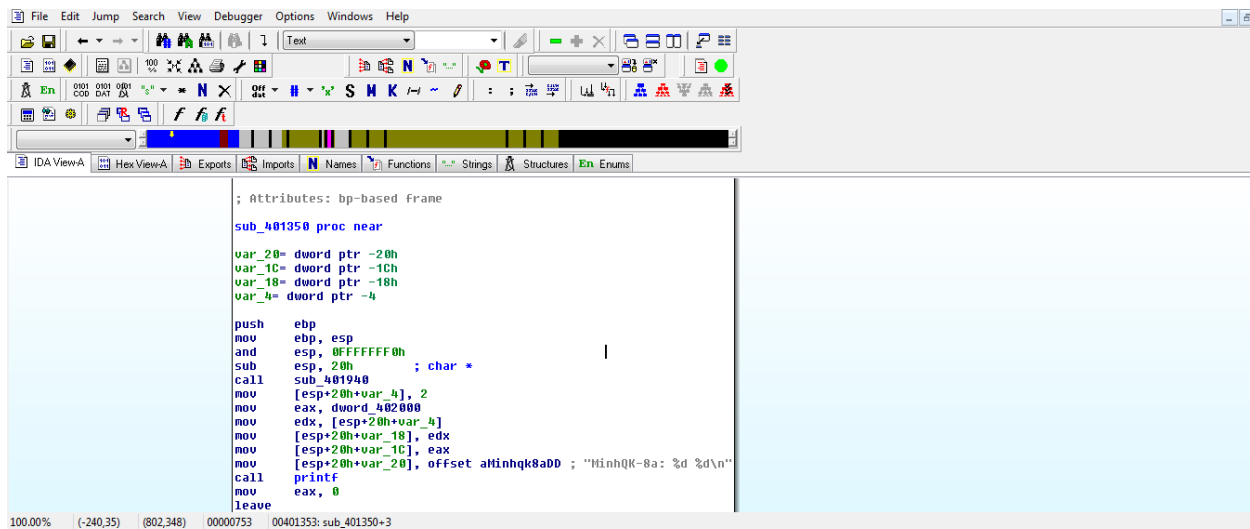 File Edit Jump Search View Debugger Options Windows Help
Text
En
S M K
IDA View-A Hex View-A Exports Imports N Names Functions Strings Structures En Enums
; Attributes: bp-based frame
sub_401350 proc near
var_20= dword ptr -20h
var_1C= dword ptr -1Ch
var_18= dword ptr -18h
var_4= dword ptr -4
push ebp
mov ebp, esp
and esp, 0FFFFFFF0h
sub esp, 20h ; char *
call sub_401940
mov [esp+20h+var_4], 2
mov eax, dword_402000
mov edx, [esp+20h+var_4]
mov [esp+20h+var_18], edx
mov [esp+20h+var_1C], eax
mov [esp+20h+var_20], offset aMinhqk8aDD ; "MinhQK-8a: %d %d\n"
call printf
mov eax, 0
leave
100.00% (-240,35) (802,348) 00000753 00401353: sub_401350+3